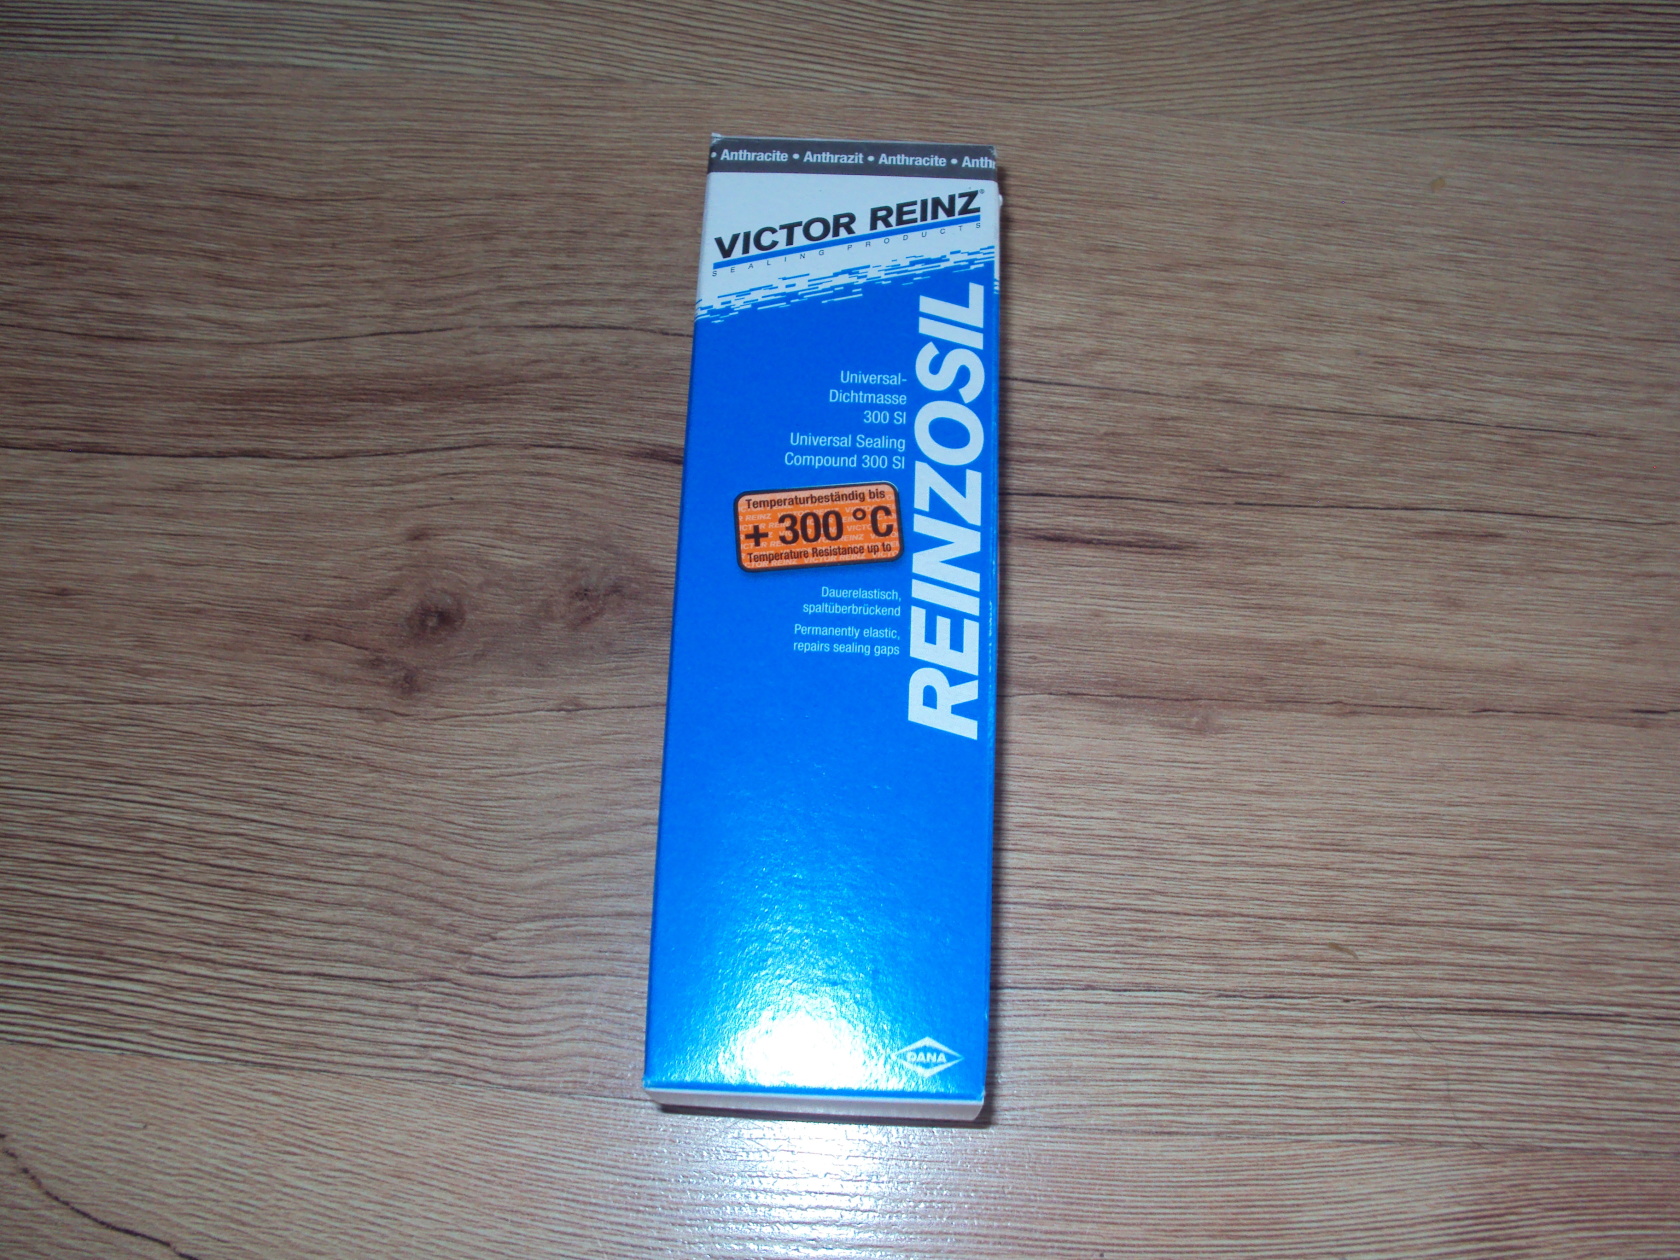 • Anthracite • Anthrazit • Anthracite • Anthr
VICTOR REINZ®
SEALING PRODUCTS
REINZOSIL
Universal-
Dichtmasse
300 SI
Universal Sealing
Compound 300 SI
Temperaturbeständig bis
+ 300 °C
Temperature Resistance up to
Dauerelastisch,
spaltüberbrückend
Permanently elastic,
repairs sealing gaps
DANA